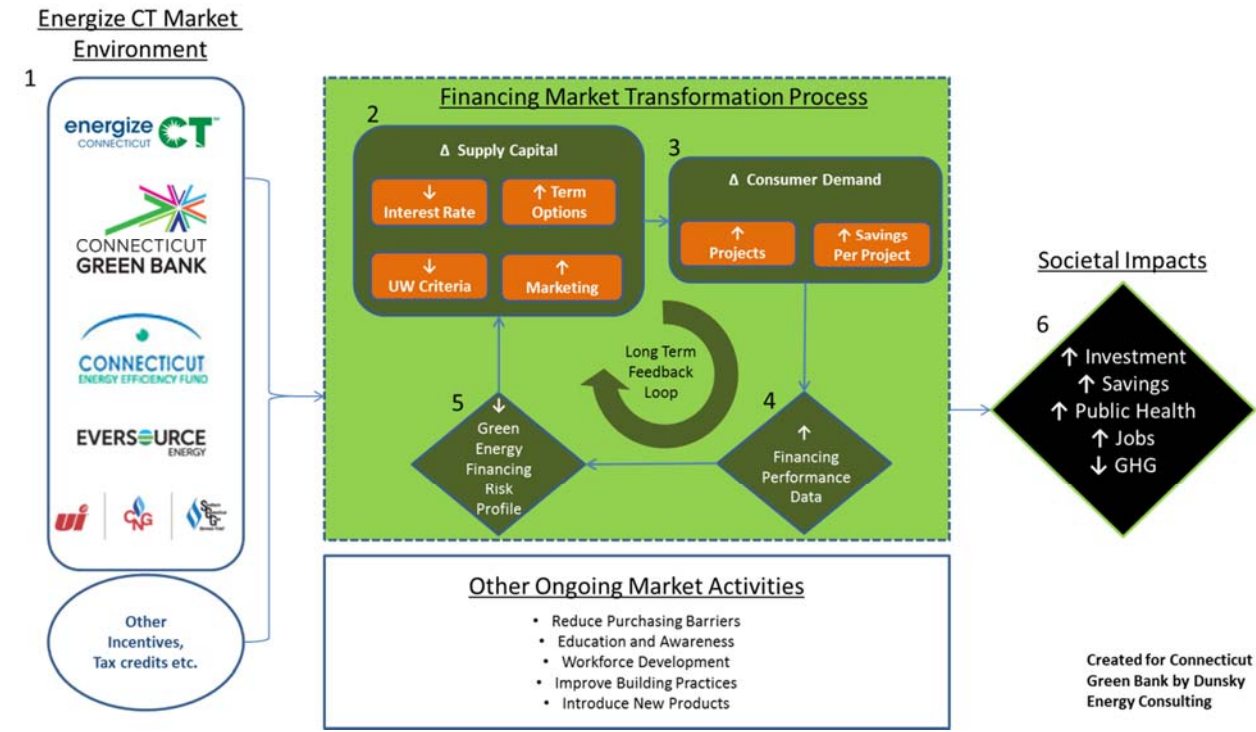 Energize CT Market
Environment
1
energize CT
CONNECTICUT
CONNECTICUT
GREEN BANK
CONNECTICUT
ENERGY EFFICIENCY FUND
EVERSOURCE
ENERGY
ui
CNG
Other
Incentives,
Tax credits etc.
Financing Market Transformation Process
2
Δ Supply Capital
↓
Interest Rate
↑ Term
Options
↓
UW Criteria
↑
Marketing
3
Δ Consumer Demand
↑
Projects
↑ Savings
Per Project
Long Term
Feedback
Loop
4
↑
Financing
Performance
Data
5
↓
Green
Energy
Financing
Risk
Profile
Other Ongoing Market Activities
• Reduce Purchasing Barriers
• Education and Awareness
• Workforce Development
• Improve Building Practices
• Introduce New Products
Societal Impacts
6
↑ Investment
↑ Savings
↑ Public Health
↑ Jobs
↓ GHG
Created for Connecticut
Green Bank by Dunsky
Energy Consulting